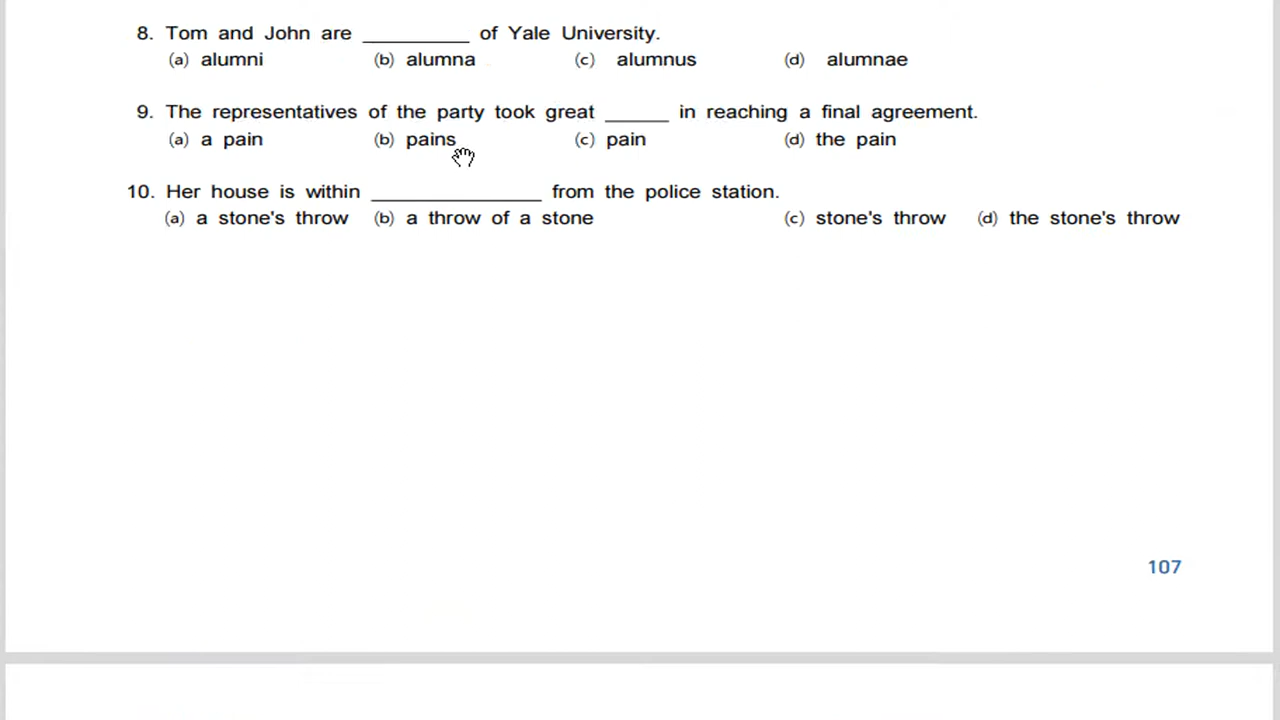 8. Tom and John are __________ of Yale University.
(a) alumni (b) alumna (c) alumnus (d) alumnae
9. The representatives of the party took great ______ in reaching a final agreement.
(a) a pain (b) pains (c) pain (d) the pain
10. Her house is within ________________ from the police station.
(a) a stone's throw (b) a throw of a stone (c) stone's throw (d) the stone's throw
107